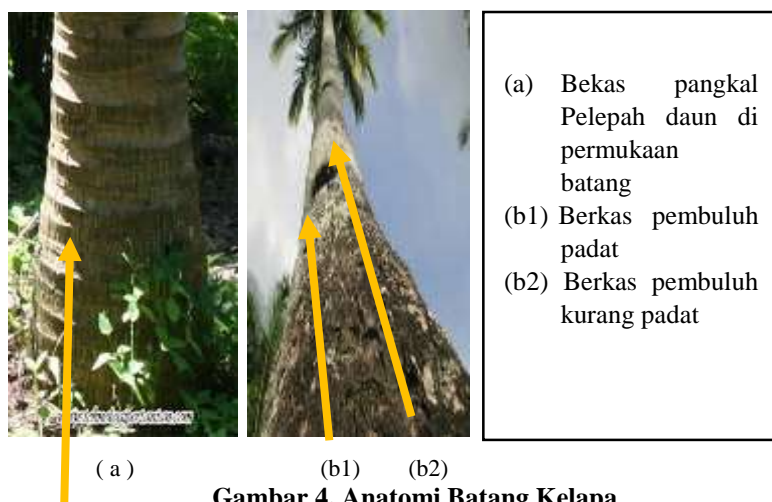 (a) Bekas pangkal
Pelepah daun di
permukaan
batang
(b1) Berkas pembuluh
padat
(b2) Berkas pembuluh
kurang padat
( a ) (b1) (b2)
Gambar 4 Anatomi Batang Kelapa